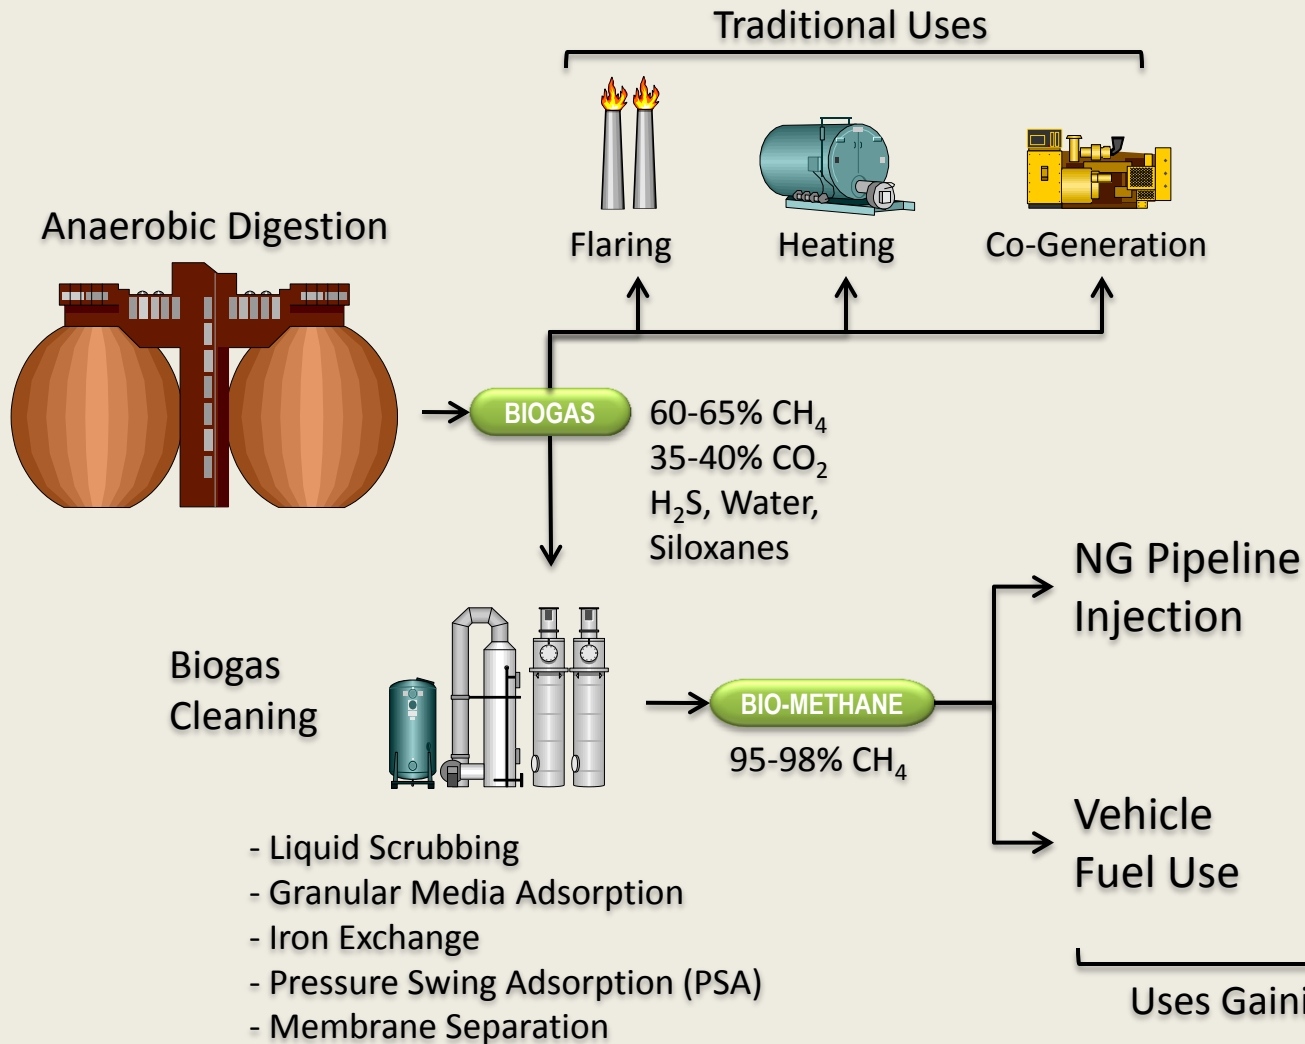 Traditional Uses
Anaerobic Digestion
Flaring
Heating
Co-Generation
BIOGAS
60-65% CH₄
35-40% CO₂
H₂S, Water,
Siloxanes
NG Pipeline
Injection
Biogas
Cleaning
BIO-METHANE
95-98% CH₄
Vehicle
Fuel Use
- Liquid Scrubbing
- Granular Media Adsorption
- Iron Exchange
- Pressure Swing Adsorption (PSA)
- Membrane Separation
Uses